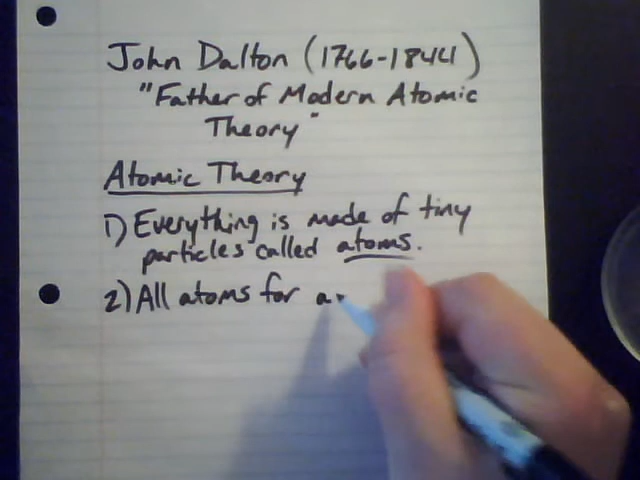 John Dalton (1766-1844)
"Father of Modern Atomic
Theory"
Atomic Theory
1) Everything is made of tiny
particles called atoms.
2) All atoms for